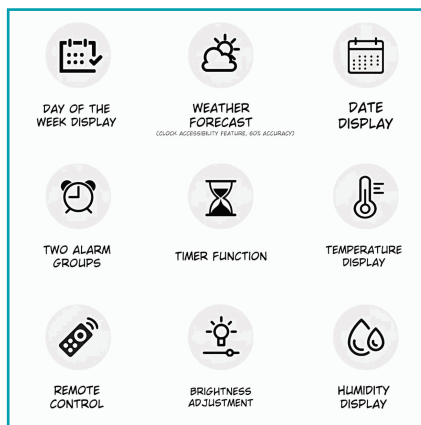 DAY OF THE
WEEK DISPLAY
WEATHER
FORECAST
(CLOCK ACCESSIBILITY FEATURE, 60% ACCURACY)
DATE
DISPLAY
TWO ALARM
GROUPS
TIMER FUNCTION
TEMPERATURE
DISPLAY
REMOTE
CONTROL
BRIGHTNESS
ADJUSTMENT
HUMIDITY
DISPLAY